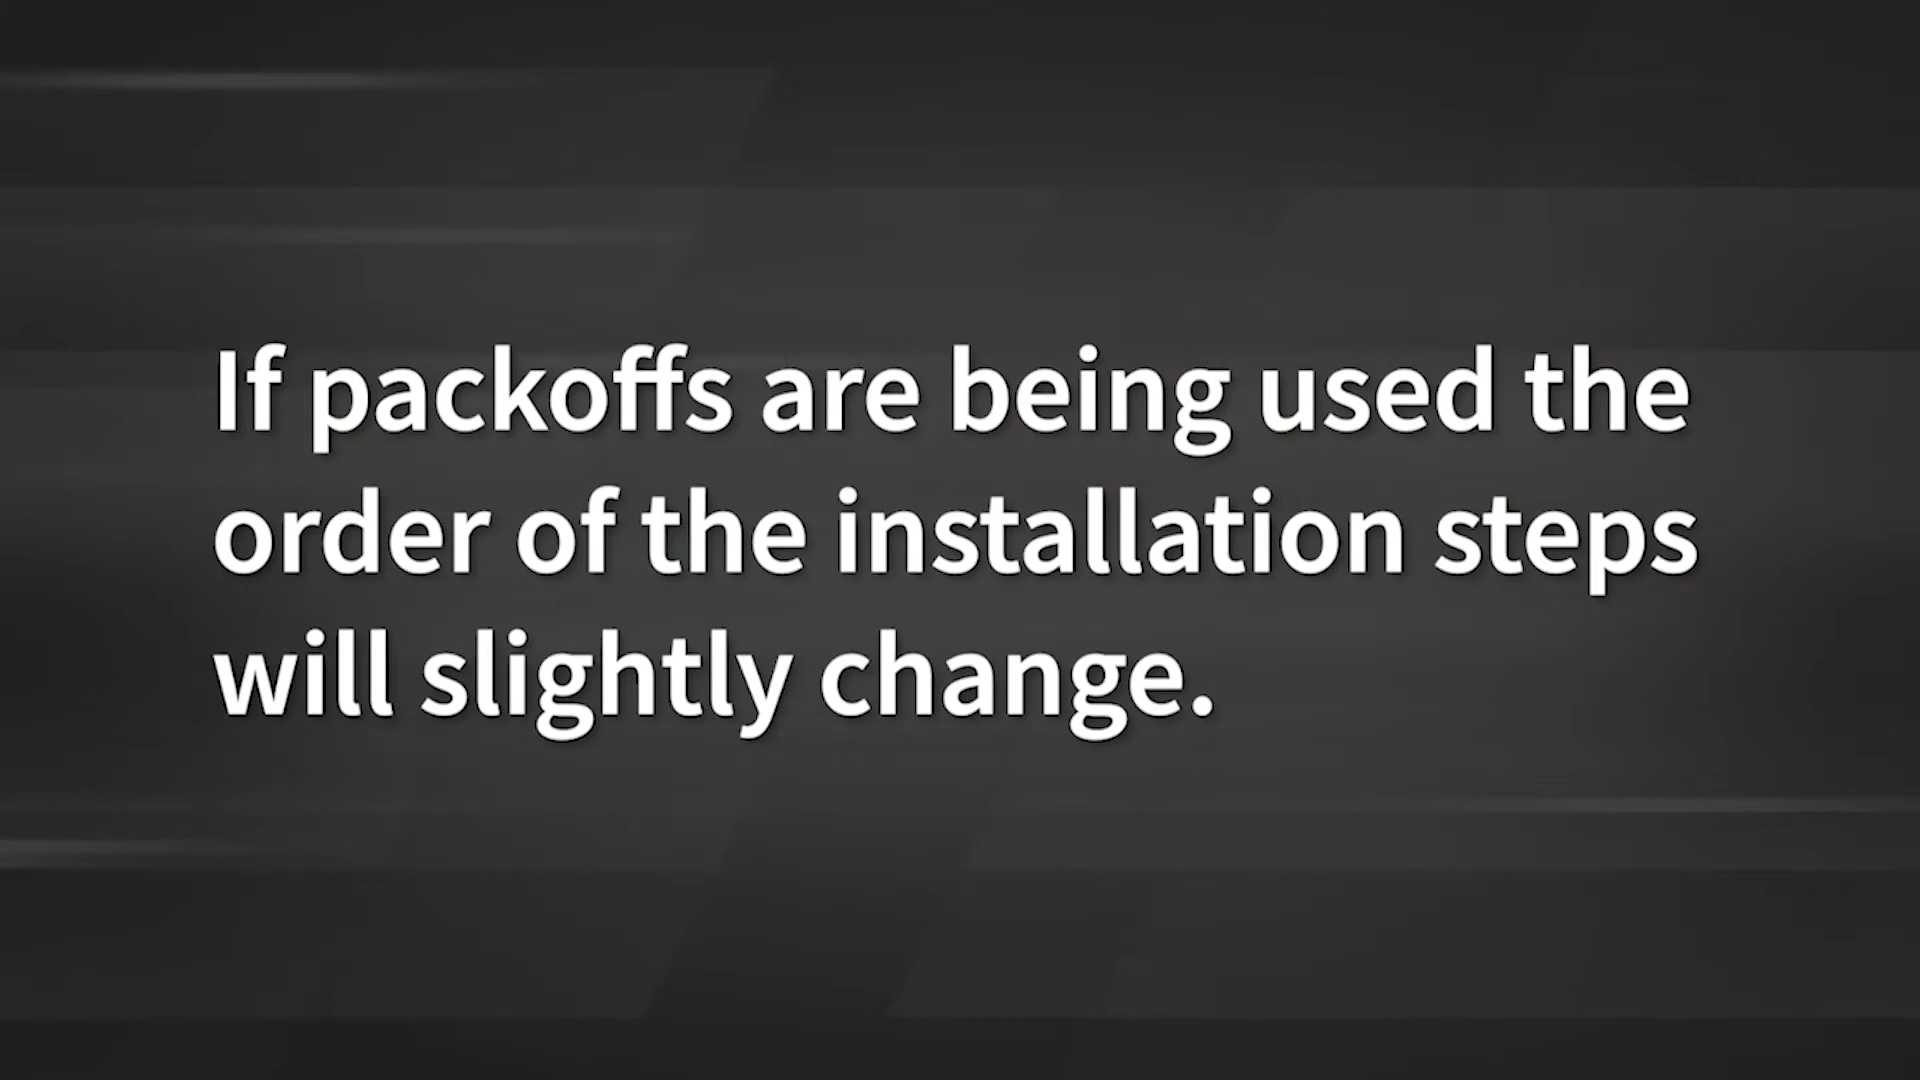 If packoffs are being used the
order of the installation steps
will slightly change.